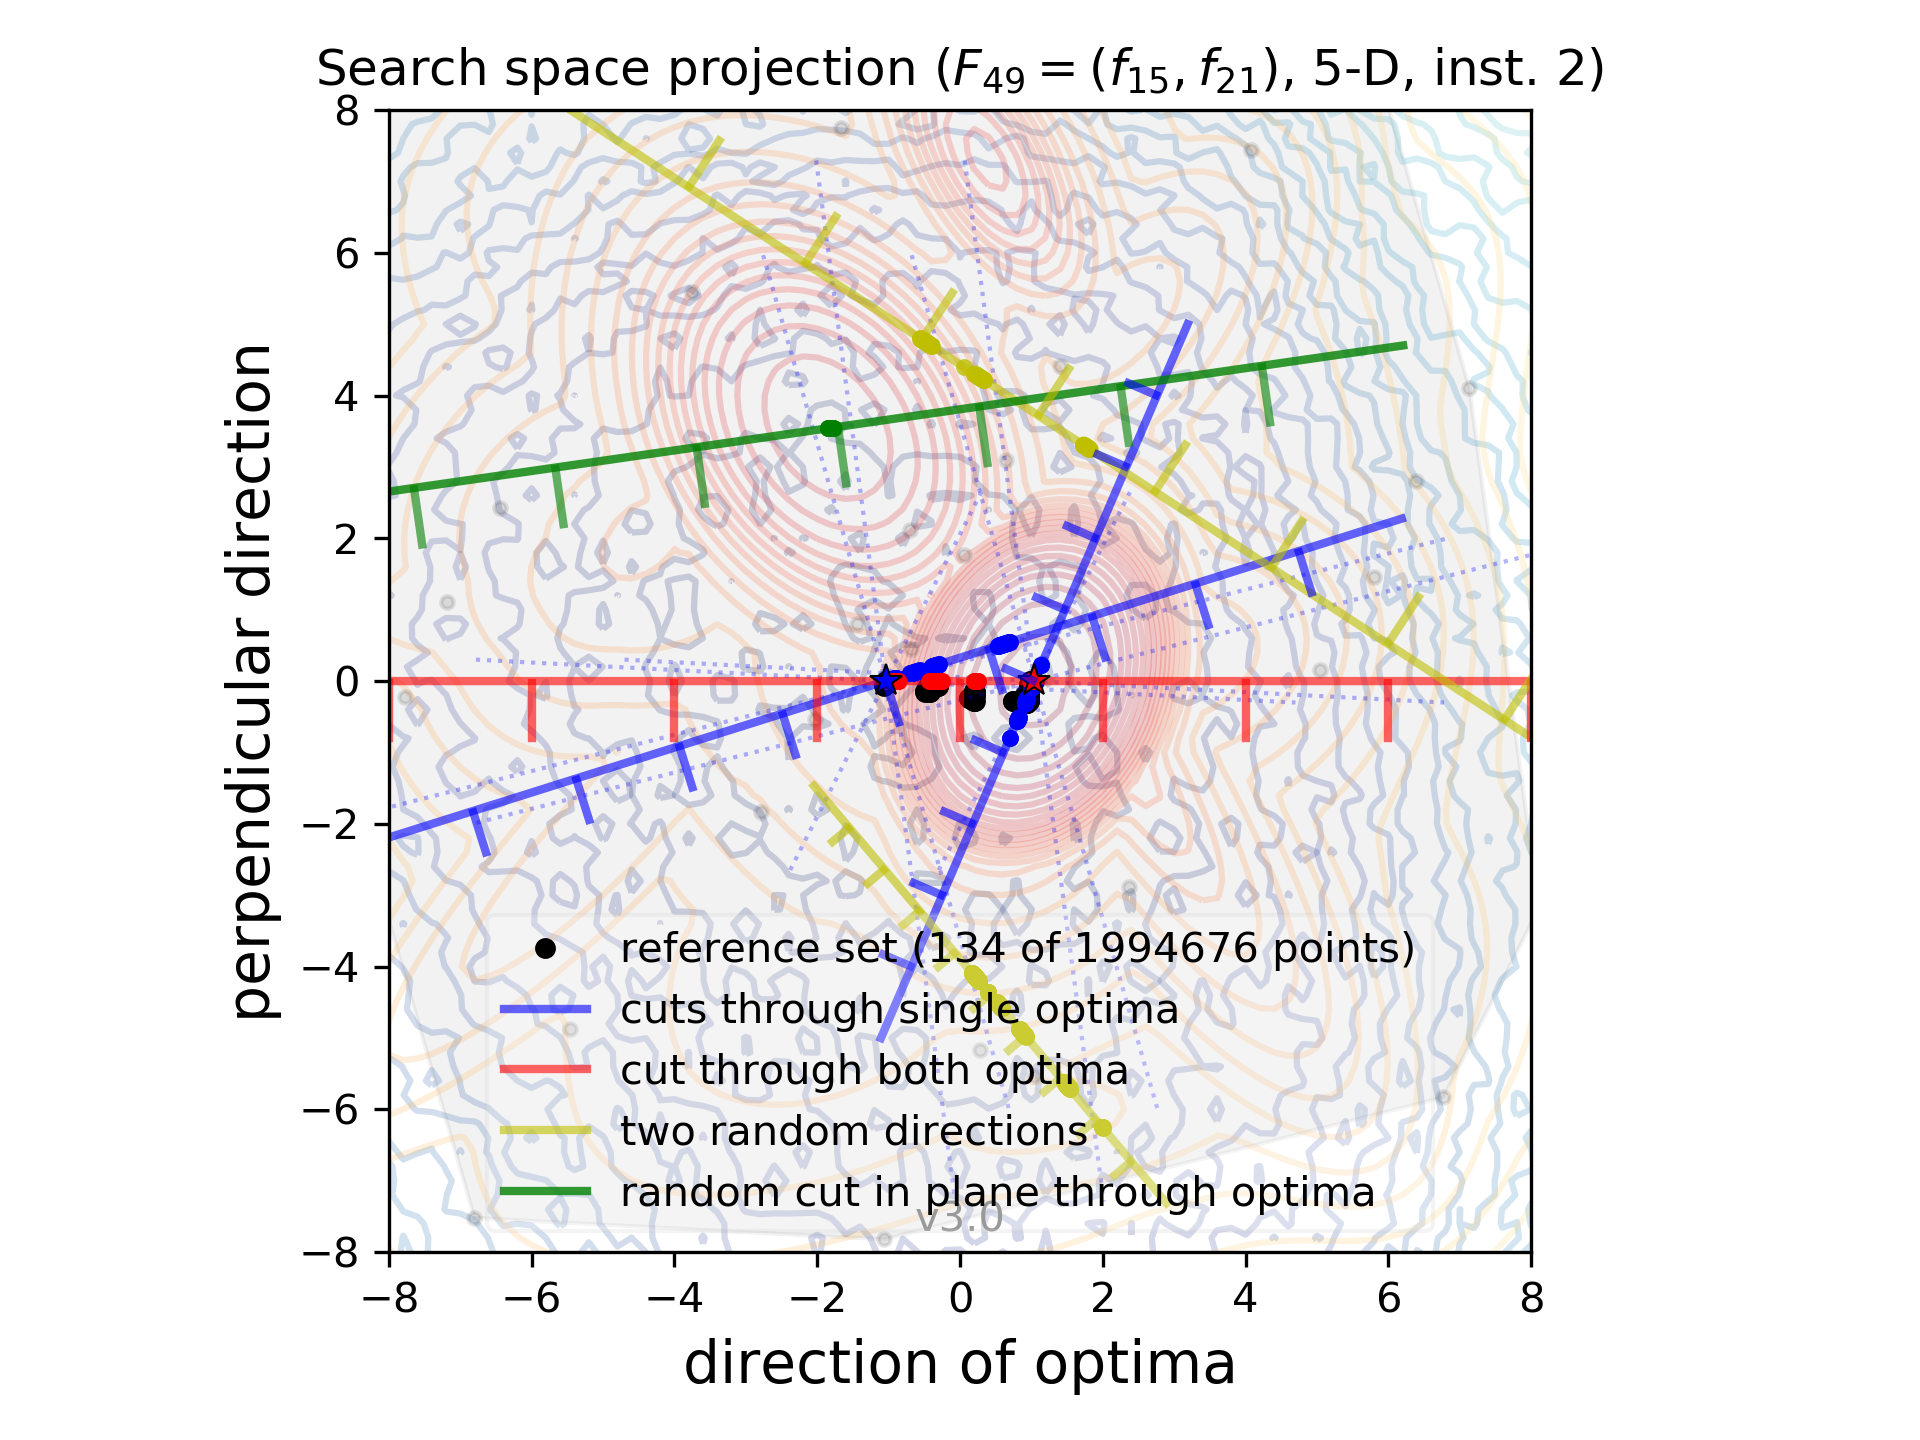 Search space projection (F₄₉ = (f₁₅, f₂₁), 5-D, inst. 2)
8
6
4
2
0
−2
−4
−6
−8
perpendicular direction
reference set (134 of 1994676 points)
cuts through single optima
cut through both optima
two random directions
random cut in plane through optima
v3.0
−8 −6 −4 −2 0 2 4 6 8
direction of optima